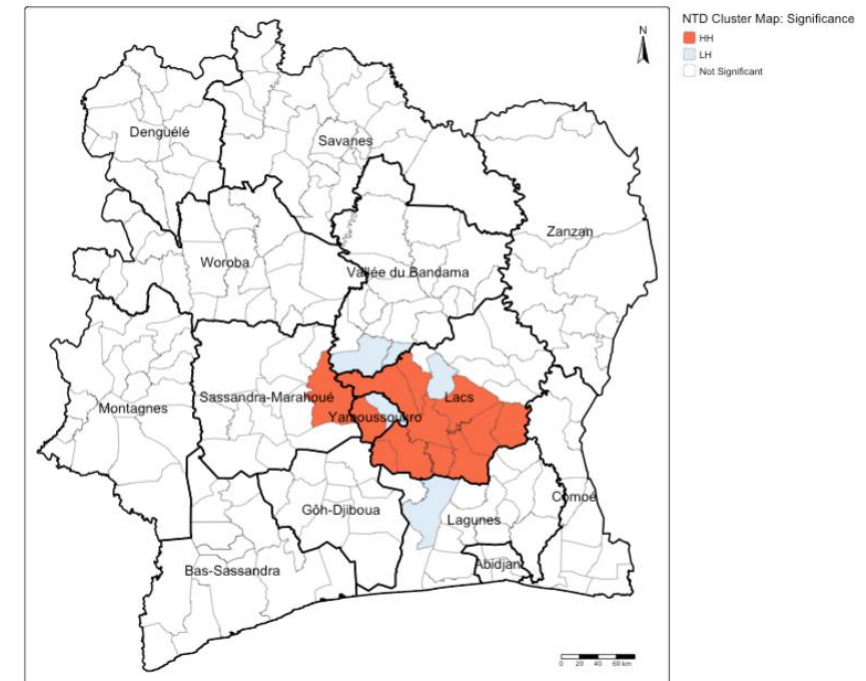 NTD Cluster Map: Significance
HH
LH
Not Significant
N
Denguélé
Savanes
Zanzan
Woroba
Vallée du Bandama
Sassandra-Marahoué
Lacs
Montagnes
Yamoussoukro
Comoé
Gôh-Djiboua
Lagunes
Abidjan
Bas-Sassandra
0 20 40 60 km